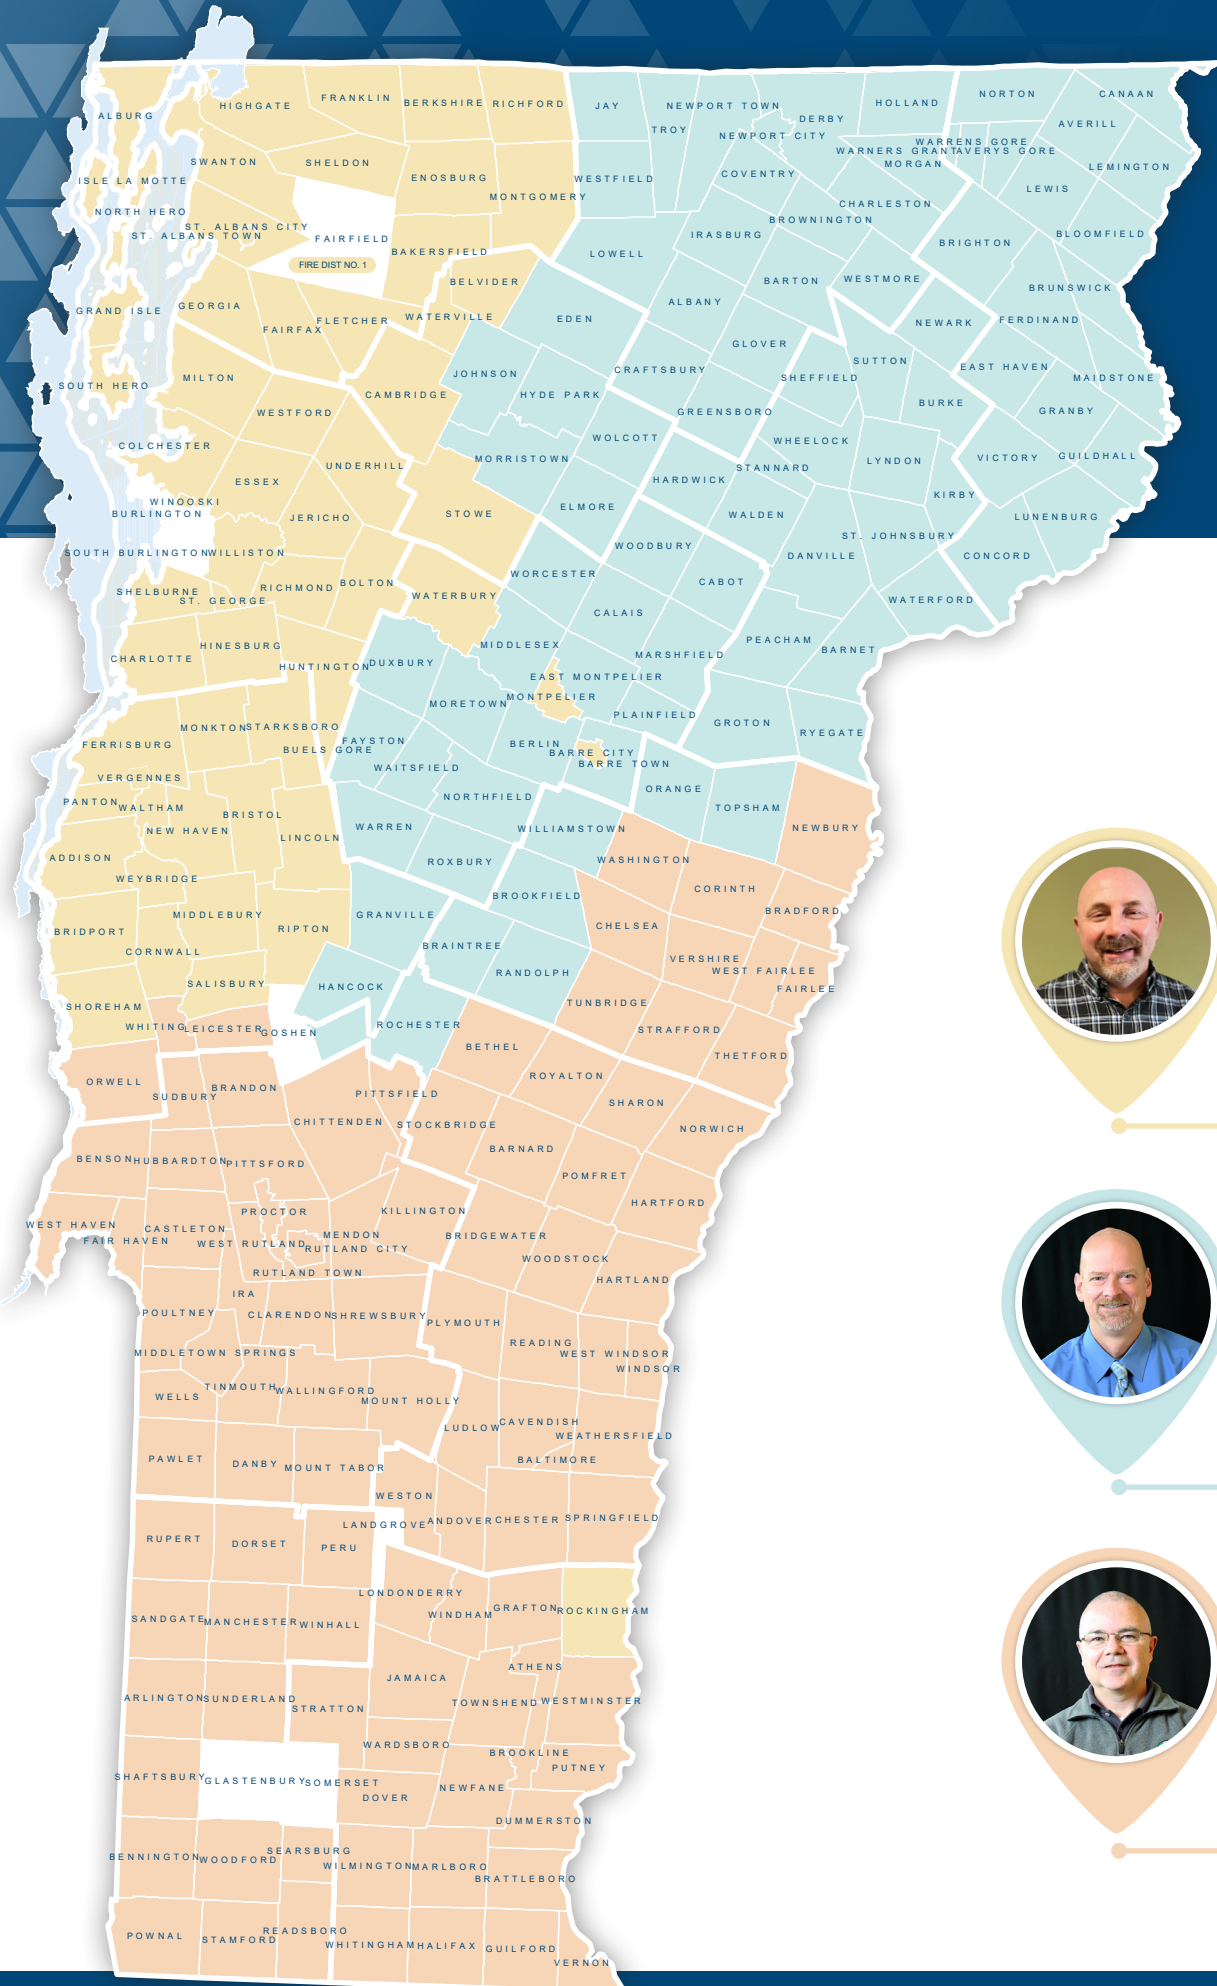 FRANKLIN
BERKSHIRE
RICHFORD
HIGHGATE
ALBURG
JAY
NEWPORT TOWN
HOLLAND
NORTON
CANAAN
TROY
DERBY
NEWPORT CITY
AVERILL
WARRENS GORE
WARNERS GRANT
AVERYS GORE
MORGAN
LEMINGTON
SWANTON
SHELDON
ISLE LA MOTTE
ENOSBURG
MONTGOMERY
WESTFIELD
COVENTRY
LEWIS
NORTH HERO
ST. ALBANS CITY
ST. ALBANS TOWN
FAIRFIELD
FIRE DIST NO. 1
BAKERSFIELD
CHARLESTON
BROWNINGTON
IRASBURG
BRIGHTON
BLOOMFIELD
LOWELL
BELVIDER
BARTON
WESTMORE
BRUNSWICK
GRAND ISLE
GEORGIA
FAIRFAX
FLETCHER
WATERVILLE
EDEN
ALBANY
NEWARK
FERDINAND
GLOVER
SUTTON
EAST HAVEN
MAIDSTONE
SOUTH HERO
MILTON
CAMBRIDGE
JOHNSON
HYDE PARK
CRAFTSBURY
SHEFFIELD
BURKE
GRANBY
WESTFORD
GREENSBORO
COLCHESTER
WOLCOTT
WHEELOCK
LYNDON
VICTORY
GUILDHALL
UNDERHILL
MORRISTOWN
STANNARD
HARDWICK
ESSEX
KIRBY
WINOOSKI
BURLINGTON
JERICHO
STOWE
ELMORE
WALDEN
LUNENBURG
ST. JOHNSBURY
SOUTH BURLINGTON
WILLISTON
WOODBURY
DANVILLE
CONCORD
WORCESTER
CABOT
SHELBURNE
ST. GEORGE
RICHMOND
BOLTON
WATERBURY
WATERFORD
CALAIS
CHARLOTTE
HINESBURG
HUNTINGTON
DUXBURY
MIDDLESEX
MARSHFIELD
PEACHAM
BARNET
EAST MONTPELIER
MORETOWN
MONTPELIER
PLAINFIELD
GROTON
RYEGATE
MONKTON
STARKSBORO
FERRISBURG
BUELS GORE
FAYSTON
BERLIN
BARRE CITY
BARRE TOWN
WAITSFIELD
VERGENNES
PANTON
WALTHAM
NORTHFIELD
ORANGE
TOPSHAM
BRISTOL
NEW HAVEN
LINCOLN
WARREN
WILLIAMSTOWN
NEWBURY
ADDISON
ROXBURY
WASHINGTON
WEYBRIDGE
BROOKFIELD
CORINTH
MIDDLEBURY
GRANVILLE
BRADFORD
BRIDPORT
RIPTON
CHELSEA
CORNWALL
BRAINTREE
VERSHIRE
WEST FAIRLEE
SALISBURY
HANCOCK
RANDOLPH
FAIRLEE
SHOREHAM
TUNBRIDGE
WHITING
LEICESTER
GOSHEN
ROCHESTER
STRAFFORD
BETHEL
THETFORD
ORWELL
SUDBURY
BRANDON
PITTSFIELD
ROYALTON
SHARON
CHITTENDEN
STOCKBRIDGE
NORWICH
BENSON
HUBBARDTON
PITTSFORD
BARNARD
POMFRET
HARTFORD
PROCTOR
KILLINGTON
WEST HAVEN
FAIR HAVEN
CASTLETON
WEST RUTLAND
MENDON
RUTLAND CITY
BRIDGEWATER
WOODSTOCK
RUTLAND TOWN
HARTLAND
IRA
POULTNEY
CLARENDON
SHREWSBURY
PLYMOUTH
READING
WEST WINDSOR
WINDSOR
MIDDLETOWN SPRINGS
WELLS
TINMOUTH
WALLINGFORD
MOUNT HOLLY
LUDLOW
CAVENDISH
WEATHERSFIELD
PAWLET
DANBY
MOUNT TABOR
BALTIMORE
WESTON
LANDGROVE
ANDOVER
CHESTER
SPRINGFIELD
RUPERT
DORSET
PERU
LONDONDERRY
WINDHAM
GRAFTON
ROCKINGHAM
SANDGATE
MANCHESTER
WINHALL
ATHENS
JAMAICA
ARLINGTON
SUNDERLAND
STRATTON
TOWNSHEND
WESTMINSTER
WARDSBORO
BROOKLINE
PUTNEY
SHAFTSBURY
GLASTENBURY
SOMERSET
DOVER
NEWFANE
DUMMERSTON
BENNINGTON
WOODFORD
SEARSBURG
WILMINGTON
MARLBORO
BRATTLEBORO
POWNAL
STAMFORD
READSBORO
WHITINGHAM
HALIFAX
GUILFORD
VERNON